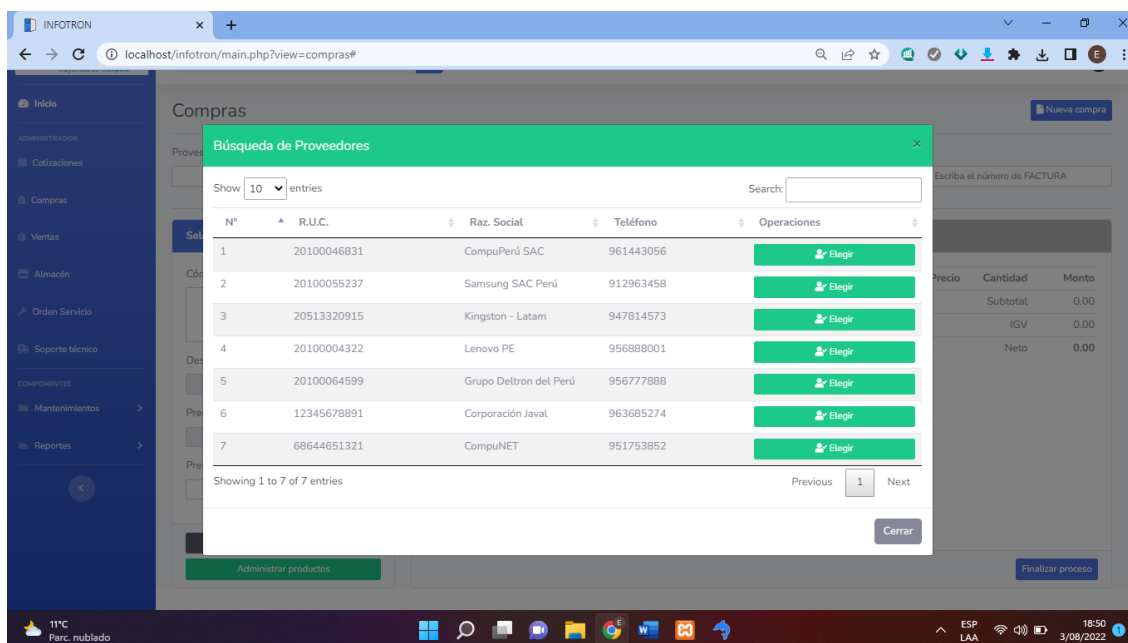 INFOTRON
localhost/infotron/main.php?view=compras#
E
Inicio
Compras
Nueva compra
ADMINISTRADOR
Cotizaciones
Compras
Ventas
Almacén
Orden Servicio
Soporte técnico
COMPONENTES
Mantenimientos
Reportes
Escriba el número de FACTURA
Búsqueda de Proveedores
Show 10 entries Search:
N° R.U.C. Raz. Social Teléfono Operaciones
1 20100046831 CompuPerú SAC 961443056 Elegir
2 20100055237 Samsung SAC Perú 912963458 Elegir
3 20513320915 Kingston - Latam 947814573 Elegir
4 20100004322 Lenovo PE 956888001 Elegir
5 20100064599 Grupo Deltron del Perú 956777888 Elegir
6 12345678891 Corporación Javal 963685274 Elegir
7 68644651321 CompuNET 951753852 Elegir
Showing 1 to 7 of 7 entries Previous 1 Next
Cerrar
Precio Cantidad Monto
Subtotal 0.00
IGV 0.00
Neto 0.00
Administrar productos
Finalizar proceso
11°C
Parc. nublado
ESP
LAA
18:50
3/08/2022
1